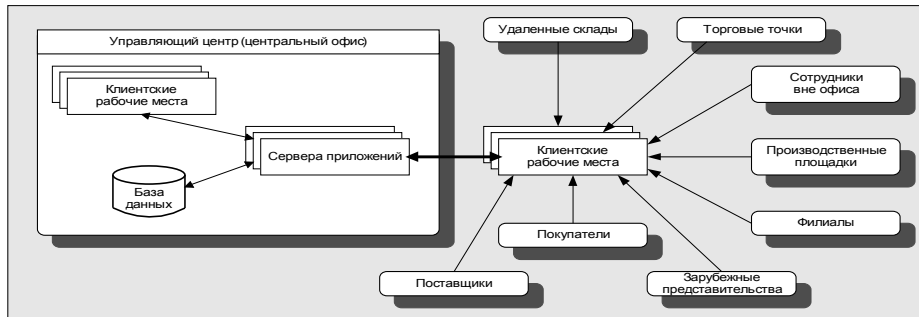 Управляющий центр (центральный офис)
Клиентские
рабочие места
Сервера приложений
База
данных
Удаленные склады
Торговые точки
Сотрудники
вне офиса
Клиентские
рабочие места
Производственные
площадки
Филиалы
Покупатели
Поставщики
Зарубежные
представительства